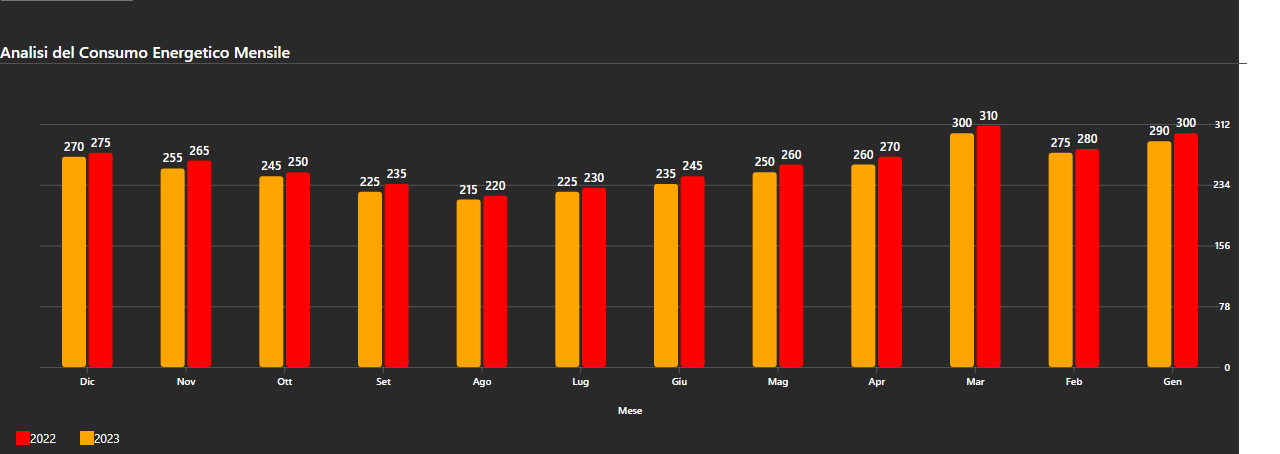 Analisi del Consumo Energetico Mensile
270 275 255 265 245 250 225 235 215 220 225 230 235 245 250 260 260 270 300 310 275 280 290 300
312
234
156
78
0
Dic Nov Ott Set Ago Lug Giu Mag Apr Mar Feb Gen
Mese
2022 2023